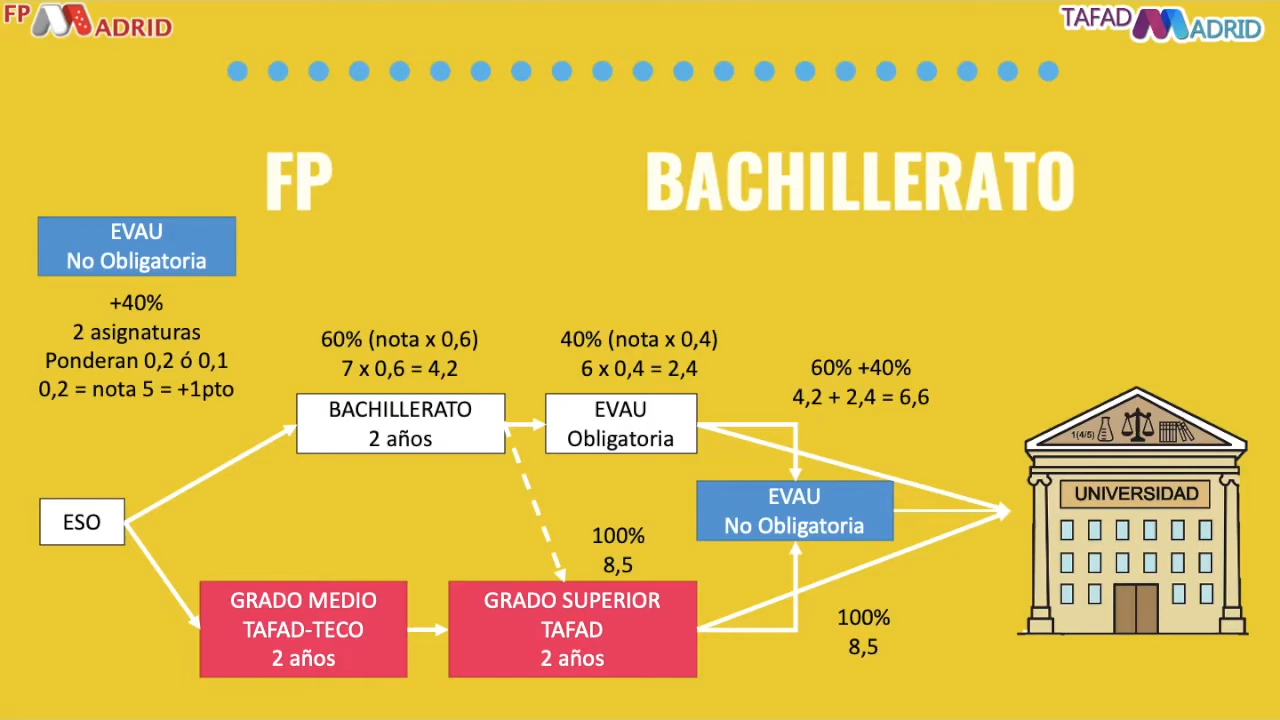 FP
MADRID
TAFAD
MADRID
FP
BACHILLERATO
EVAU
No Obligatoria
+40%
2 asignaturas
Ponderan 0,2 ó 0,1
0,2 = nota 5 = +1pto
60% (nota x 0,6)
7 x 0,6 = 4,2
40% (nota x 0,4)
6 x 0,4 = 2,4
60% +40%
4,2 + 2,4 = 6,6
BACHILLERATO
2 años
EVAU
Obligatoria
1(4/5)
UNIVERSIDAD
EVAU
No Obligatoria
ESO
100%
8,5
GRADO MEDIO
TAFAD-TECO
2 años
GRADO SUPERIOR
TAFAD
2 años
100%
8,5